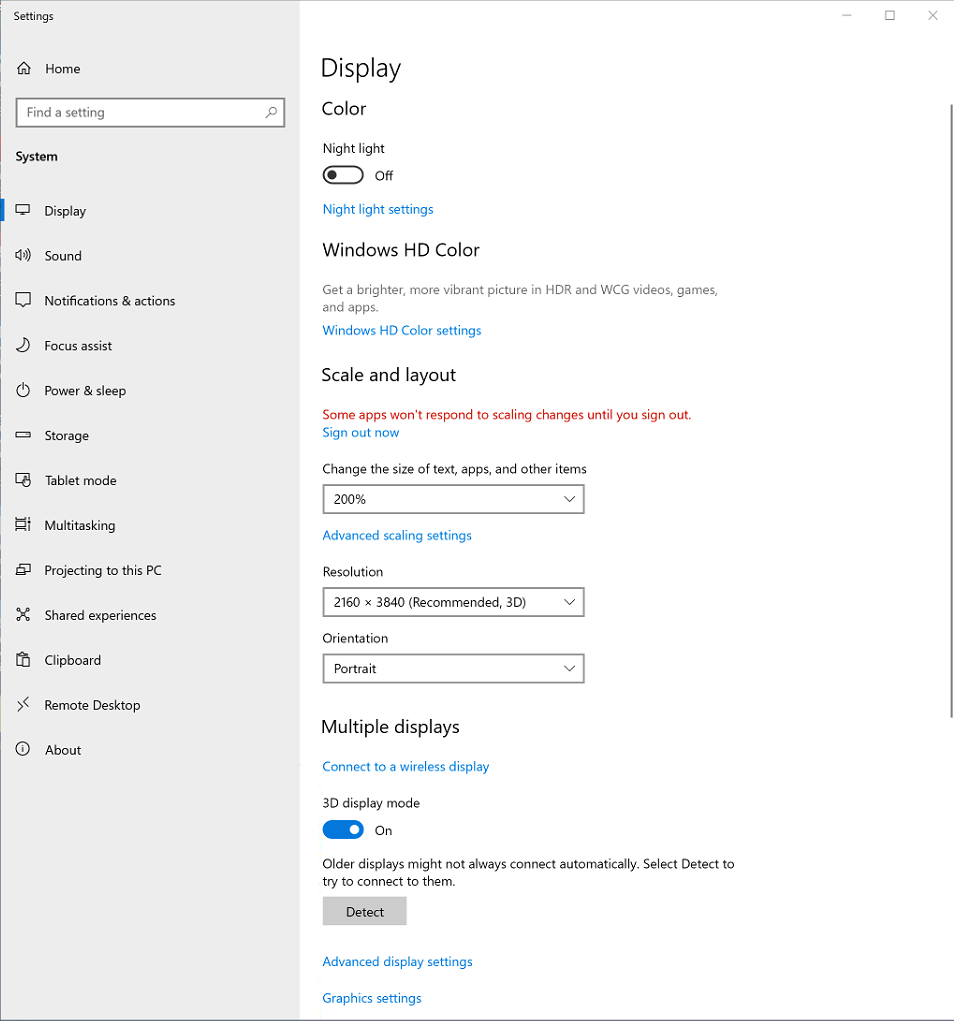 Settings
Home
Find a setting
System
Display
Sound
Notifications & actions
Focus assist
Power & sleep
Storage
Tablet mode
Multitasking
Projecting to this PC
Shared experiences
Clipboard
Remote Desktop
About
Display
Color
Night light
Off
Night light settings
Windows HD Color
Get a brighter, more vibrant picture in HDR and WCG videos, games,
and apps.
Windows HD Color settings
Scale and layout
Some apps won't respond to scaling changes until you sign out.
Sign out now
Change the size of text, apps, and other items
200%
Advanced scaling settings
Resolution
2160 × 3840 (Recommended, 3D)
Orientation
Portrait
Multiple displays
Connect to a wireless display
3D display mode
On
Older displays might not always connect automatically. Select Detect to
try to connect to them.
Detect
Advanced display settings
Graphics settings